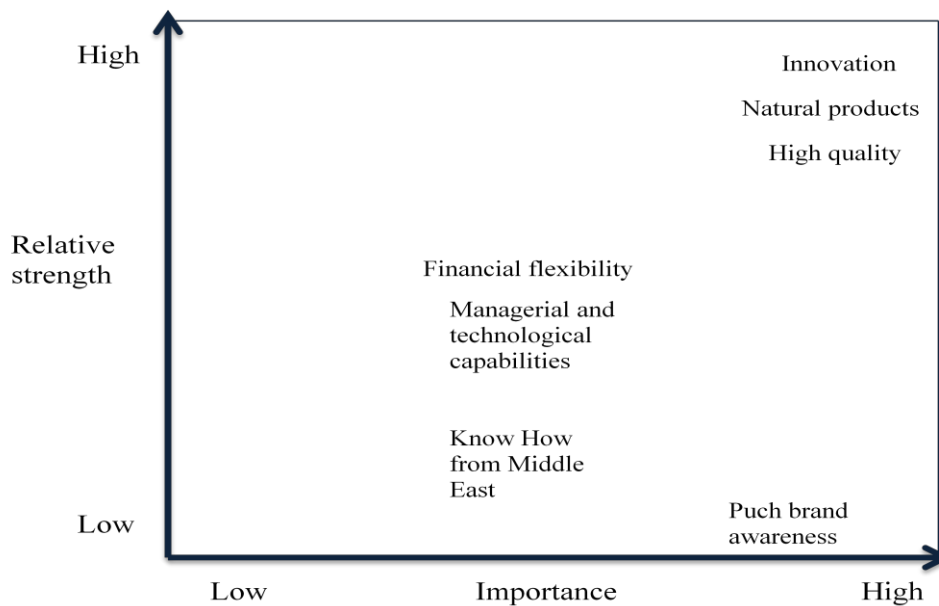 High
Innovation
Natural products
High quality
Relative
strength
Financial flexibility
Managerial and
technological
capabilities
Know How
from Middle
East
Puch brand
awareness
Low
Low
Importance
High